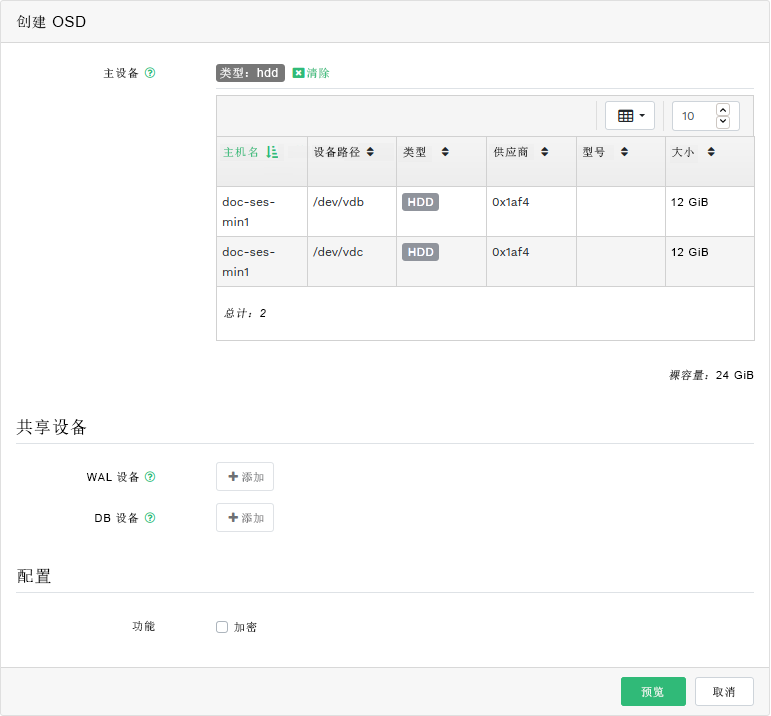 创建 OSD
主设备
类型：hdd 清除
10
主机名 设备路径 类型 供应商 型号 大小
doc-ses-min1 /dev/vdb HDD 0x1af4 12 GiB
doc-ses-min1 /dev/vdc HDD 0x1af4 12 GiB
总计：2
裸容量：24 GiB
共享设备
WAL 设备 添加
DB 设备 添加
配置
功能 加密
预览 取消